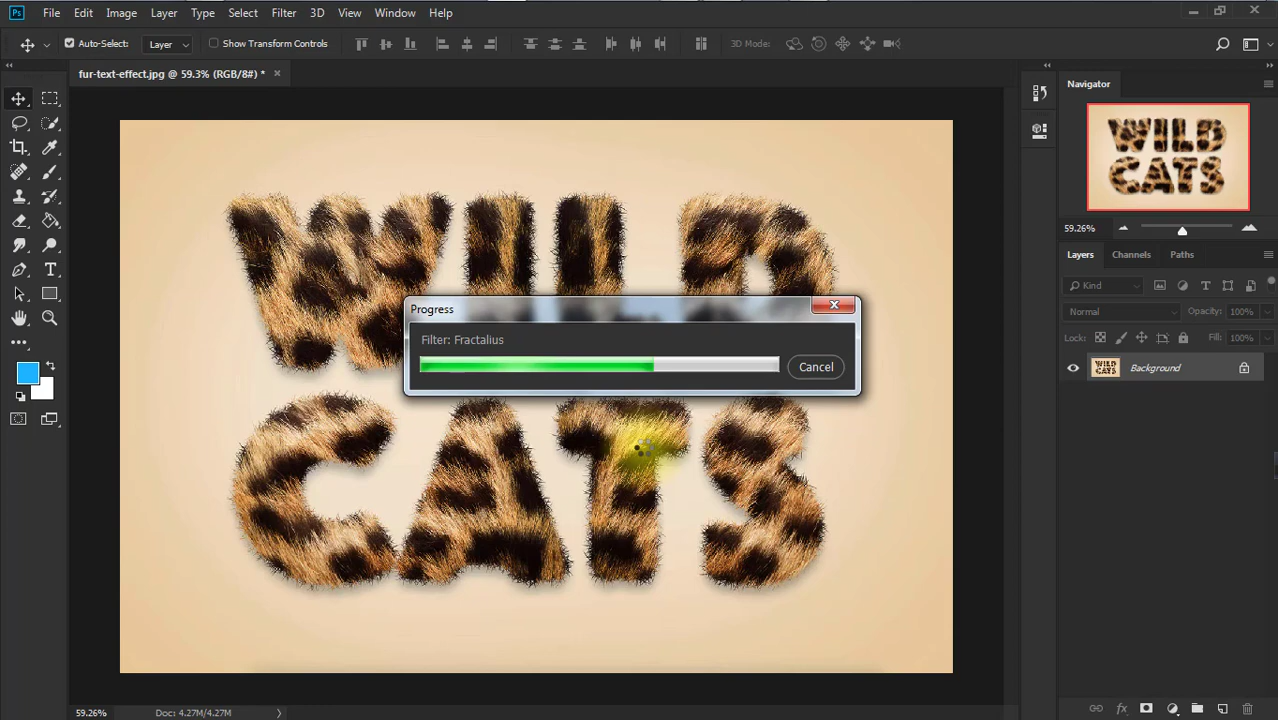 Ps File Edit Image Layer Type Select Filter 3D View Window Help
Auto-Select: Layer Show Transform Controls 3D Mode:
fur-text-effect.jpg @ 59.3% (RGB/8#) * ×
Navigator
WILD
CATS
59.26%
Layers Channels Paths
Kind
Normal Opacity: 100%
Lock: Fill: 100%
Background
WILD
CATS
Progress
Filter: Fractalius
Cancel
59.26% Doc: 4.27M/4.27M